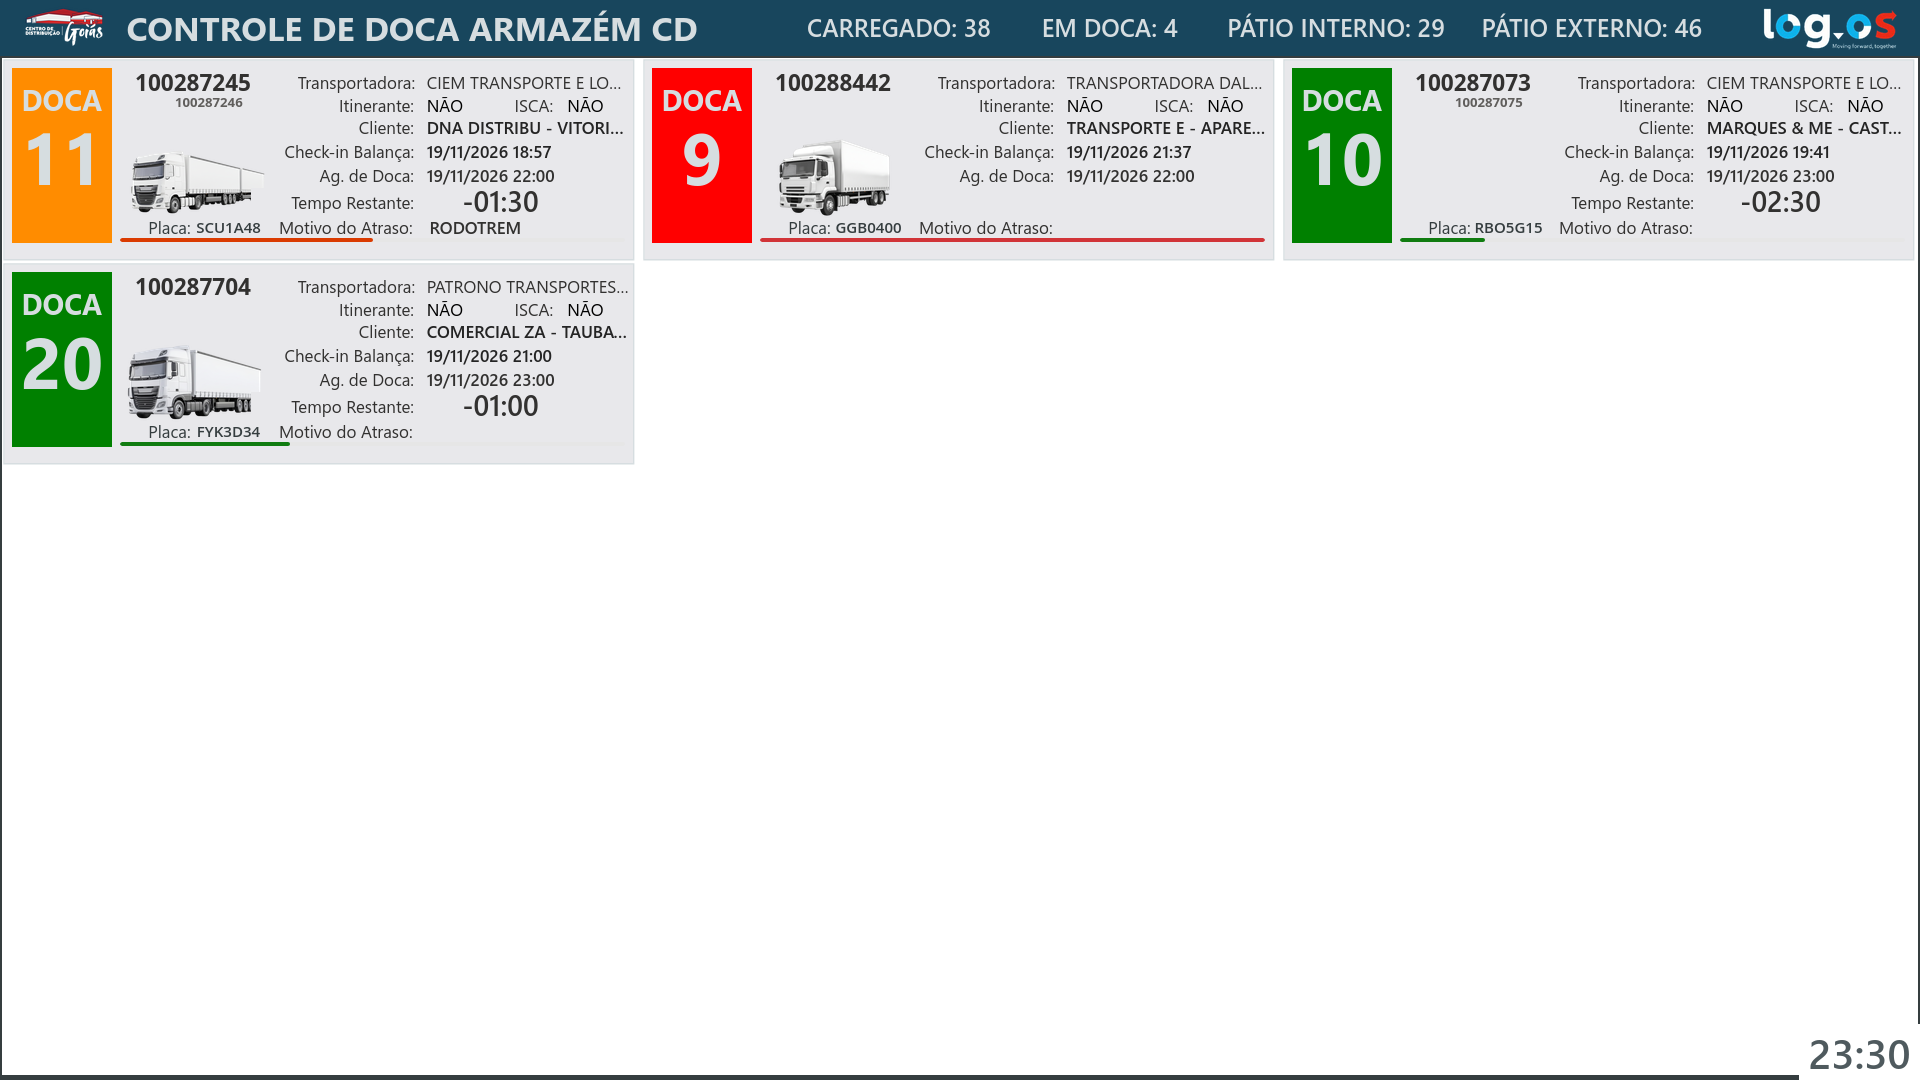 CENTRO DE DISTRIBUIÇÃO Goiás
CONTROLE DE DOCA ARMAZÉM CD
CARREGADO: 38
EM DOCA: 4
PÁTIO INTERNO: 29
PÁTIO EXTERNO: 46
log.os
Moving forward, together
DOCA
11
100287245
100287246
Transportadora: CIEM TRANSPORTE E LO...
Itinerante: NÃO ISCA: NÃO
Cliente: DNA DISTRIBU - VITORI...
Check-in Balança: 19/11/2026 18:57
Ag. de Doca: 19/11/2026 22:00
Tempo Restante: -01:30
Placa: SCU1A48 Motivo do Atraso: RODOTREM
DOCA
9
100288442
Transportadora: TRANSPORTADORA DAL...
Itinerante: NÃO ISCA: NÃO
Cliente: TRANSPORTE E - APARE...
Check-in Balança: 19/11/2026 21:37
Ag. de Doca: 19/11/2026 22:00
Placa: GGB0400 Motivo do Atraso:
DOCA
10
100287073
100287075
Transportadora: CIEM TRANSPORTE E LO...
Itinerante: NÃO ISCA: NÃO
Cliente: MARQUES & ME - CAST...
Check-in Balança: 19/11/2026 19:41
Ag. de Doca: 19/11/2026 23:00
Tempo Restante: -02:30
Placa: RBO5G15 Motivo do Atraso:
DOCA
20
100287704
Transportadora: PATRONO TRANSPORTES...
Itinerante: NÃO ISCA: NÃO
Cliente: COMERCIAL ZA - TAUBA...
Check-in Balança: 19/11/2026 21:00
Ag. de Doca: 19/11/2026 23:00
Tempo Restante: -01:00
Placa: FYK3D34 Motivo do Atraso:
23:30